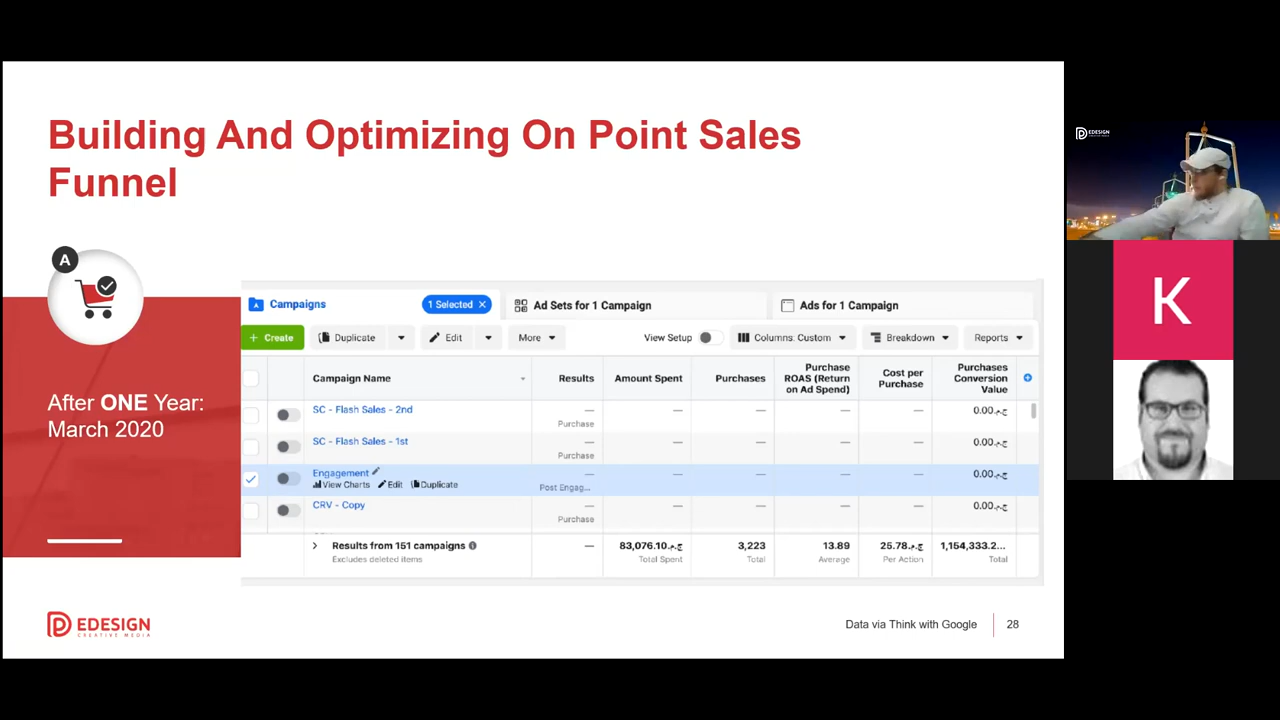 Building And Optimizing On Point Sales
Funnel
A
After ONE Year:
March 2020
Campaigns
1 Selected ✕
Ad Sets for 1 Campaign
Ads for 1 Campaign
+ Create
Duplicate
Edit
More
View Setup
Columns: Custom
Breakdown
Reports
Campaign Name
Results
Amount Spent
Purchases
Purchase
ROAS (Return
on Ad Spend)
Cost per
Purchase
Purchases
Conversion
Value
SC - Flash Sales - 2nd
—
—
—
—
—
ج.م.0.00
Purchase
SC - Flash Sales - 1st
—
—
—
—
—
ج.م.0.00
Purchase
Engagement
—
—
—
—
—
ج.م.0.00
View Charts Edit Duplicate
Post Engag...
CRV - Copy
—
—
—
—
—
ج.م.0.00
Purchase
Results from 151 campaigns
Excludes deleted items
—
ج.م.83,076.10
Total Spent
3,223
Total
13.89
Average
ج.م.25.78
Per Action
1,154,333.2...
Total
EDESIGN
CREATIVE MEDIA
Data via Think with Google
28
EDESIGN
K